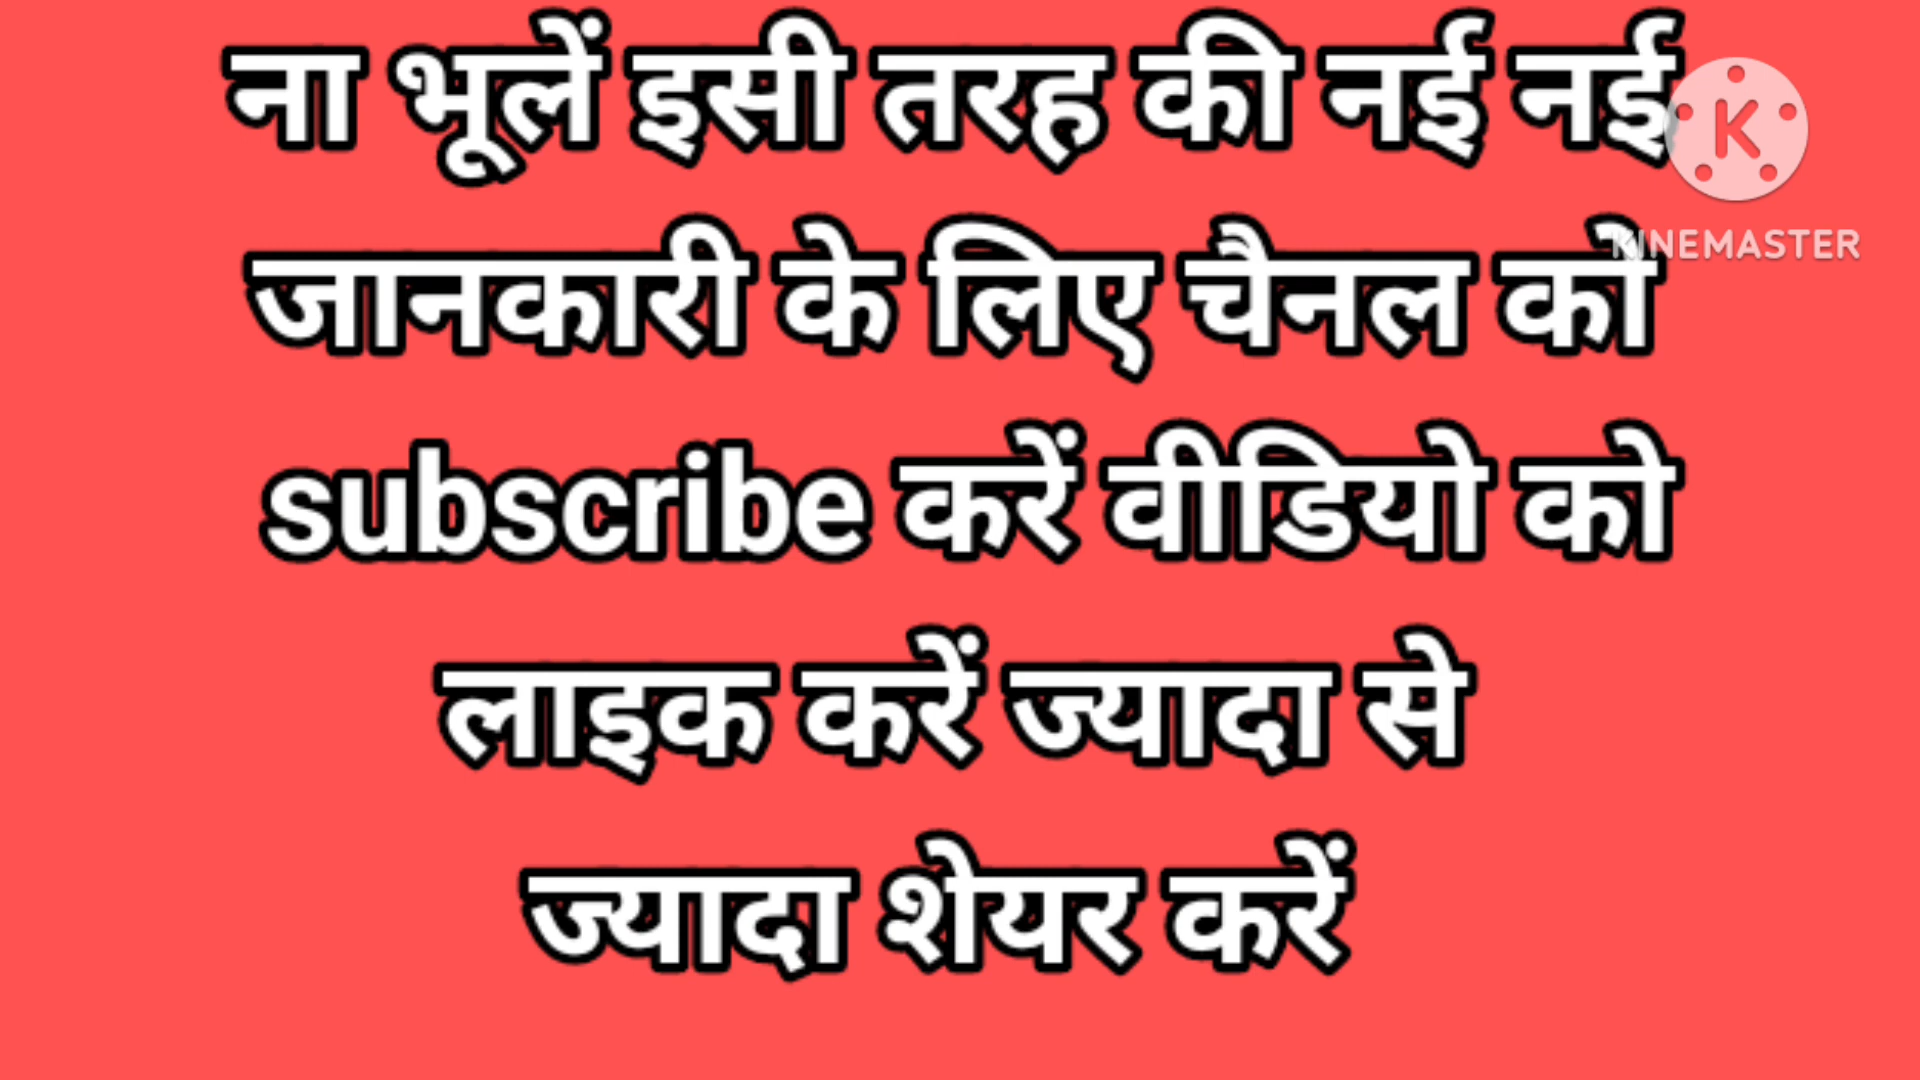 ना भूलें इसी तरह की नई नई
K
KINEMASTER
जानकारी के लिए चैनल को
subscribe करें वीडियो को
लाइक करें ज्यादा से
ज्यादा शेयर करें